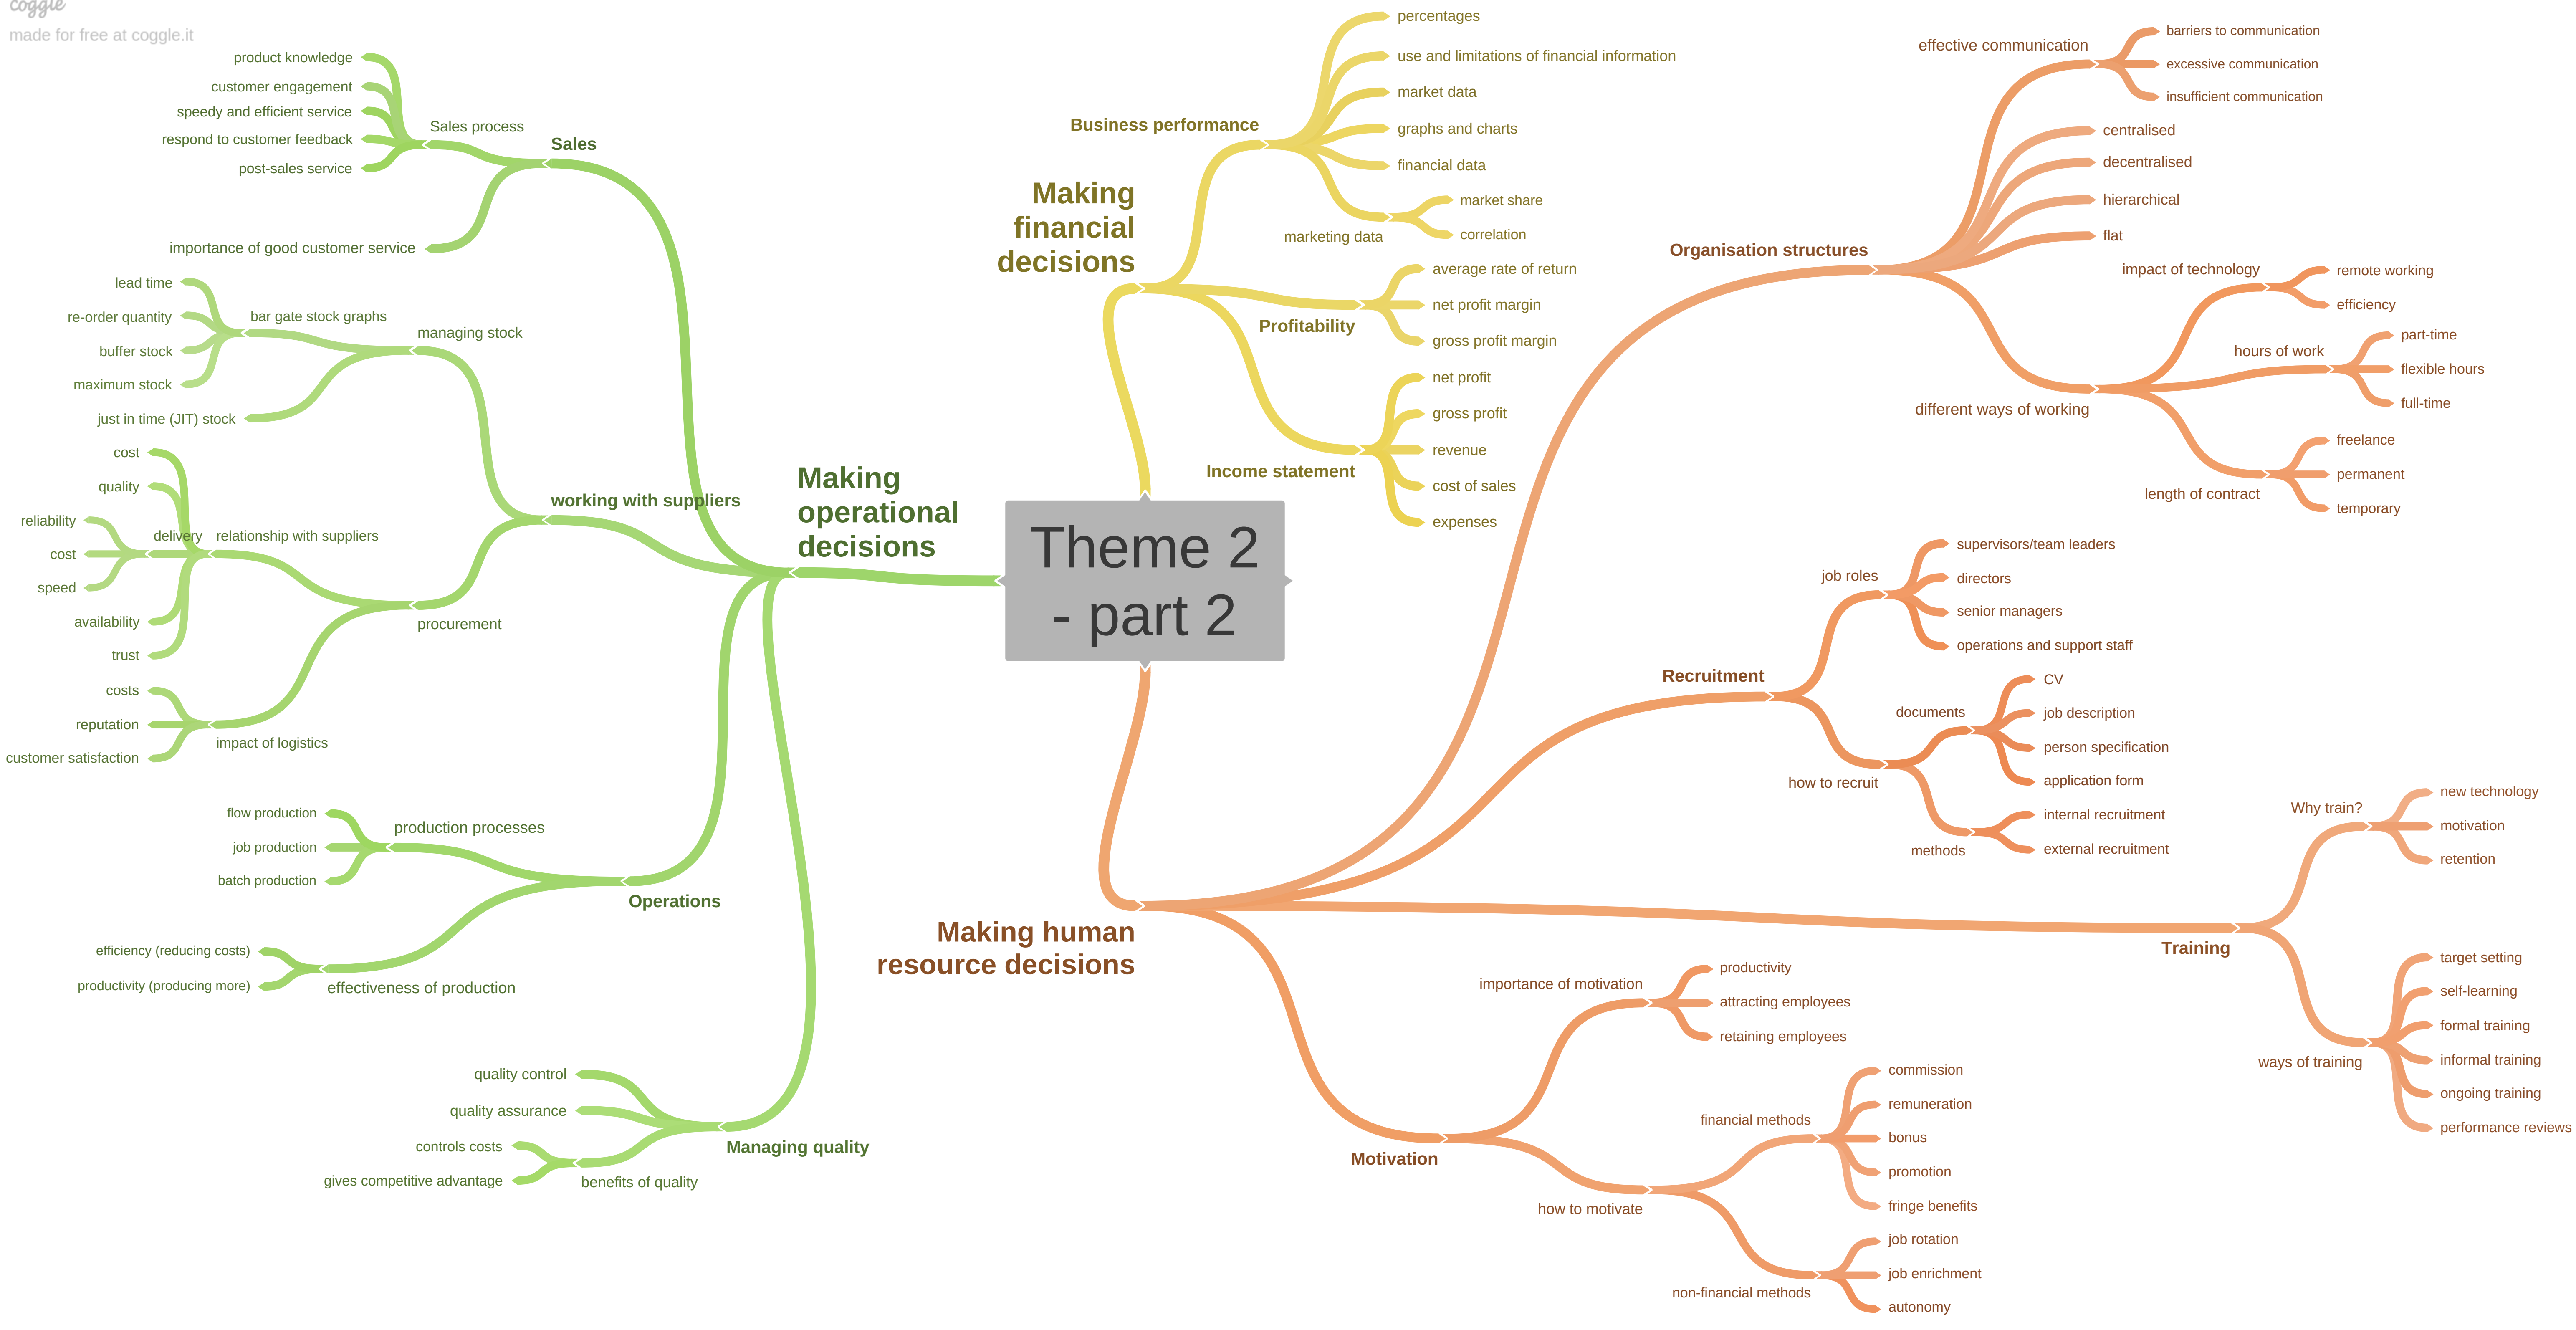 coggle
made for free at coggle.it
Theme 2
- part 2
Making
operational
decisions
Sales
Sales process
product knowledge
customer engagement
speedy and efficient service
respond to customer feedback
post-sales service
importance of good customer service
working with suppliers
managing stock
bar gate stock graphs
lead time
re-order quantity
buffer stock
maximum stock
just in time (JIT) stock
procurement
relationship with suppliers
cost
quality
delivery
reliability
cost
speed
availability
trust
impact of logistics
costs
reputation
customer satisfaction
Operations
production processes
flow production
job production
batch production
effectiveness of production
efficiency (reducing costs)
productivity (producing more)
Managing quality
quality control
quality assurance
benefits of quality
controls costs
gives competitive advantage
Making
financial
decisions
Business performance
percentages
use and limitations of financial information
market data
graphs and charts
financial data
marketing data
market share
correlation
Profitability
average rate of return
net profit margin
gross profit margin
Income statement
net profit
gross profit
revenue
cost of sales
expenses
Making human
resource decisions
Organisation structures
effective communication
barriers to communication
excessive communication
insufficient communication
centralised
decentralised
hierarchical
flat
different ways of working
impact of technology
remote working
efficiency
hours of work
part-time
flexible hours
full-time
length of contract
freelance
permanent
temporary
Recruitment
job roles
supervisors/team leaders
directors
senior managers
operations and support staff
how to recruit
documents
CV
job description
person specification
application form
methods
internal recruitment
external recruitment
Training
Why train?
new technology
motivation
retention
ways of training
target setting
self-learning
formal training
informal training
ongoing training
performance reviews
Motivation
importance of motivation
productivity
attracting employees
retaining employees
how to motivate
financial methods
commission
remuneration
bonus
promotion
fringe benefits
non-financial methods
job rotation
job enrichment
autonomy